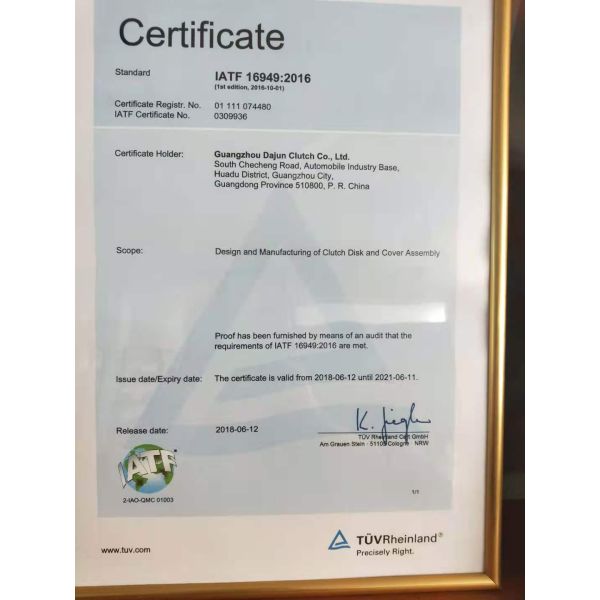 Certificate
Standard IATF 16949:2016
(1st edition, 2016-10-01)
Certificate Registr. No. 01 111 074480
IATF Certificate No. 0309936
Certificate Holder: Guangzhou Dajun Clutch Co., Ltd.
South Checheng Road, Automobile Industry Base,
Huadu District, Guangzhou City,
Guangdong Province 510800, P. R. China
Scope: Design and Manufacturing of Clutch Disk and Cover Assembly
Proof has been furnished by means of an audit that the
requirements of IATF 16949:2016 are met.
Issue date/Expiry date: The certificate is valid from 2018-06-12 until 2021-06-11.
Release date: 2018-06-12
TÜV Rheinland Cert GmbH
Am Grauen Stein · 51105 Cologne NRW
IATF
2-IAO-QMC 01003
1/1
www.tuv.com
TÜVRheinland®
Precisely Right.